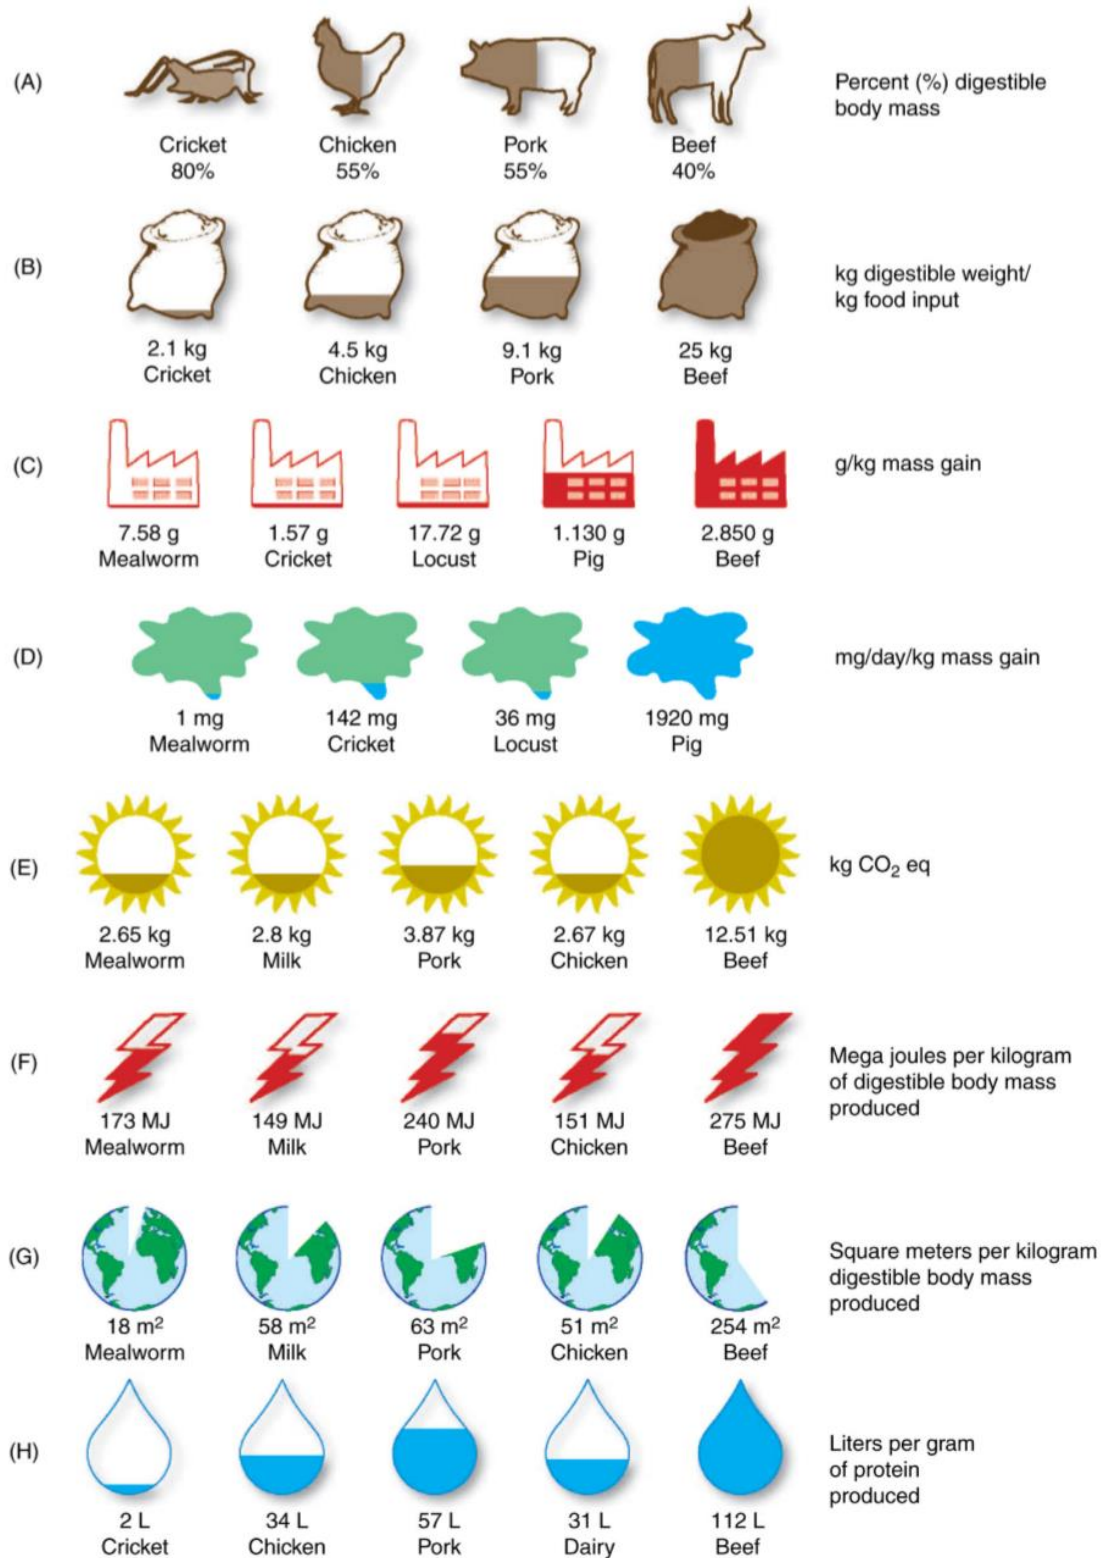 (A)
Percent (%) digestible
body mass
Cricket Chicken Pork Beef
80% 55% 55% 40%
(B)
kg digestible weight/
kg food input
2.1 kg 4.5 kg 9.1 kg 25 kg
Cricket Chicken Pork Beef
(C)
g/kg mass gain
7.58 g 1.57 g 17.72 g 1.130 g 2.850 g
Mealworm Cricket Locust Pig Beef
(D)
mg/day/kg mass gain
1 mg 142 mg 36 mg 1920 mg
Mealworm Cricket Locust Pig
(E)
kg CO₂ eq
2.65 kg 2.8 kg 3.87 kg 2.67 kg 12.51 kg
Mealworm Milk Pork Chicken Beef
(F)
Mega joules per kilogram
of digestible body mass
produced
173 MJ 149 MJ 240 MJ 151 MJ 275 MJ
Mealworm Milk Pork Chicken Beef
(G)
Square meters per kilogram
digestible body mass
produced
18 m² 58 m² 63 m² 51 m² 254 m²
Mealworm Milk Pork Chicken Beef
(H)
Liters per gram
of protein
produced
2 L 34 L 57 L 31 L 112 L
Cricket Chicken Pork Dairy Beef